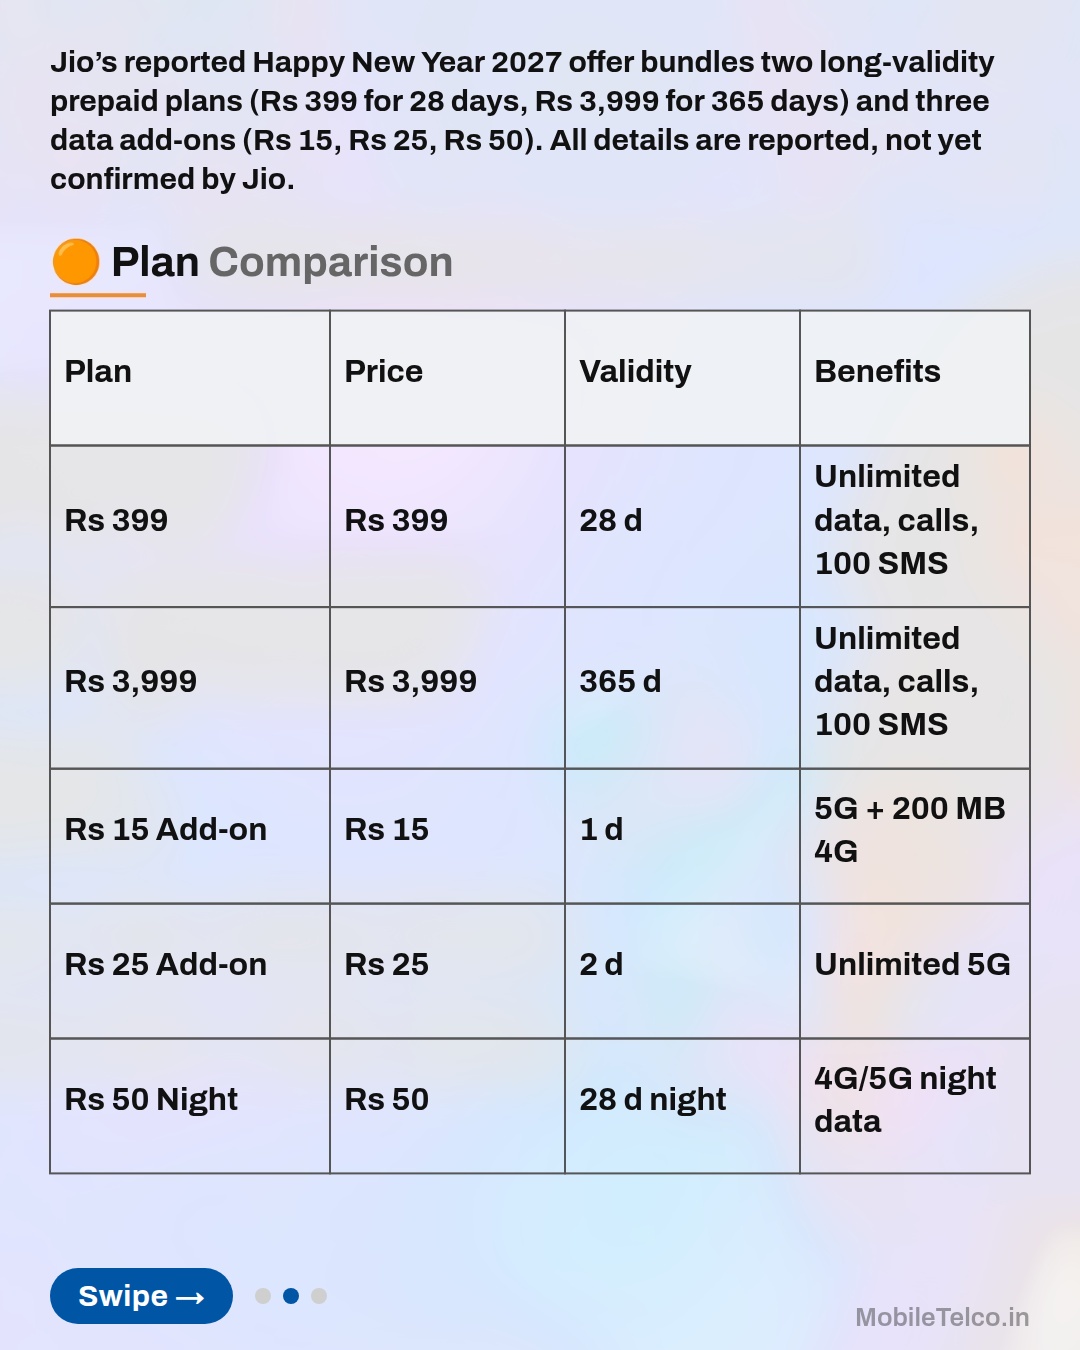 Jio’s reported Happy New Year 2027 offer bundles two long-validity
prepaid plans (Rs 399 for 28 days, Rs 3,999 for 365 days) and three
data add-ons (Rs 15, Rs 25, Rs 50). All details are reported, not yet
confirmed by Jio.
🟠 Plan Comparison
Plan Price Validity Benefits
Rs 399 Rs 399 28 d Unlimited
data, calls,
100 SMS
Rs 3,999 Rs 3,999 365 d Unlimited
data, calls,
100 SMS
Rs 15 Add-on Rs 15 1 d 5G + 200 MB
4G
Rs 25 Add-on Rs 25 2 d Unlimited 5G
Rs 50 Night Rs 50 28 d night 4G/5G night
data
Swipe →
MobileTelco.in